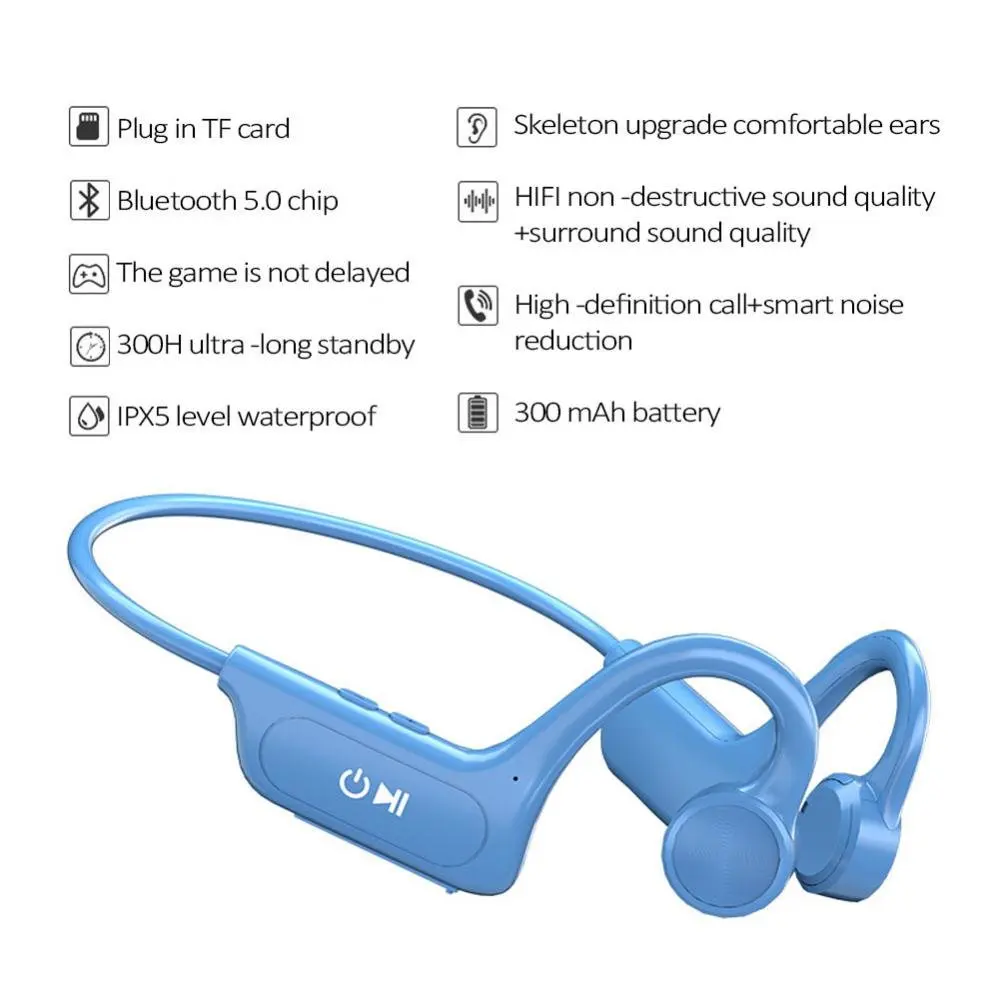 Plug in TF card
Bluetooth 5.0 chip
The game is not delayed
300H ultra -long standby
IPX5 level waterproof
Skeleton upgrade comfortable ears
HIFI non -destructive sound quality
+surround sound quality
High -definition call+smart noise
reduction
300 mAh battery